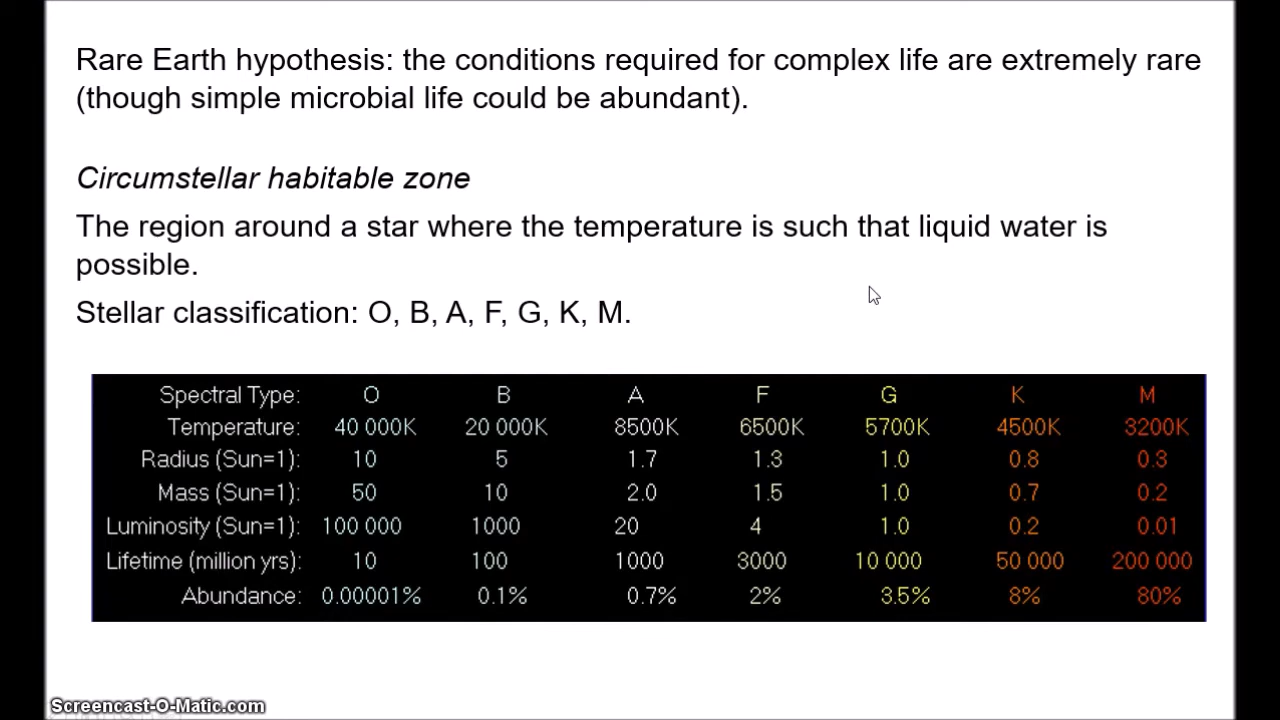 Rare Earth hypothesis: the conditions required for complex life are extremely rare
(though simple microbial life could be abundant).
Circumstellar habitable zone
The region around a star where the temperature is such that liquid water is
possible.
Stellar classification: O, B, A, F, G, K, M.
Spectral Type: O B A F G K M
Temperature: 40 000K 20 000K 8500K 6500K 5700K 4500K 3200K
Radius (Sun=1): 10 5 1.7 1.3 1.0 0.8 0.3
Mass (Sun=1): 50 10 2.0 1.5 1.0 0.7 0.2
Luminosity (Sun=1): 100 000 1000 20 4 1.0 0.2 0.01
Lifetime (million yrs): 10 100 1000 3000 10 000 50 000 200 000
Abundance: 0.00001% 0.1% 0.7% 2% 3.5% 8% 80%
Screencast-O-Matic.com